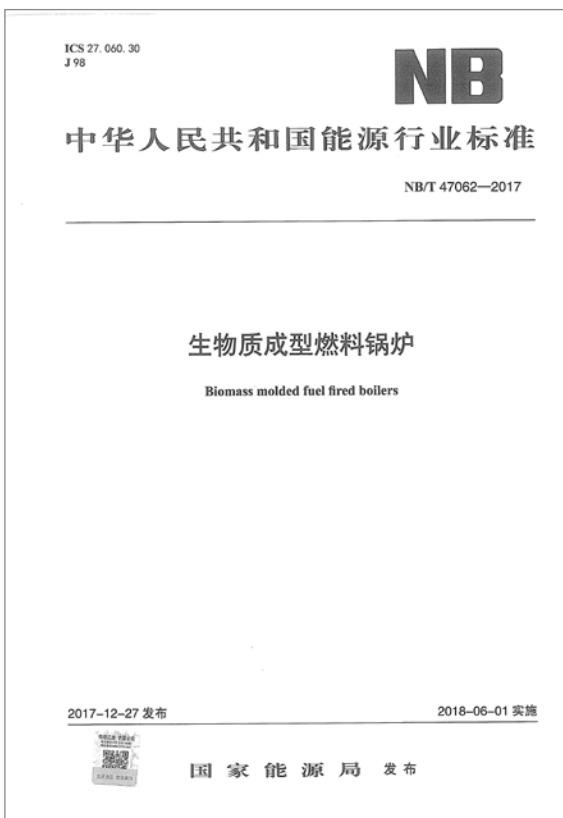 ICS 27.060.30
J 98
NB
中华人民共和国能源行业标准
NB/T 47062—2017
生物质成型燃料锅炉
Biomass molded fuel fired boilers
2017-12-27 发布
2018-06-01 实施
国家能源局 发布